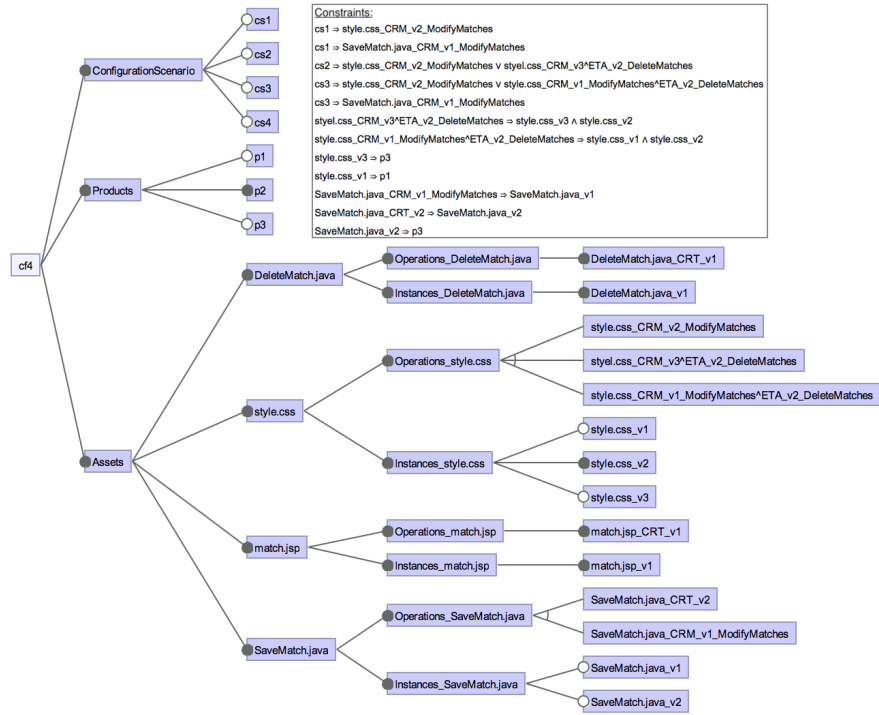 cs1
cs2
ConfigurationScenario
cs3
cs4
p1
Products
p2
p3
cf4
Constraints:
cs1 ⇒ style.css_CRM_v2_ModifyMatches
cs1 ⇒ SaveMatch.java_CRM_v1_ModifyMatches
cs2 ⇒ style.css_CRM_v2_ModifyMatches ∨ styel.css_CRM_v3^ETA_v2_DeleteMatches
cs3 ⇒ style.css_CRM_v2_ModifyMatches ∨ style.css_CRM_v1_ModifyMatches^ETA_v2_DeleteMatches
cs3 ⇒ SaveMatch.java_CRM_v1_ModifyMatches
styel.css_CRM_v3^ETA_v2_DeleteMatches ⇒ style.css_v3 ∧ style.css_v2
style.css_CRM_v1_ModifyMatches^ETA_v2_DeleteMatches ⇒ style.css_v1 ∧ style.css_v2
style.css_v3 ⇒ p3
style.css_v1 ⇒ p1
SaveMatch.java_CRM_v1_ModifyMatches ⇒ SaveMatch.java_v1
SaveMatch.java_CRT_v2 ⇒ SaveMatch.java_v2
SaveMatch.java_v2 ⇒ p3
Operations_DeleteMatch.java
DeleteMatch.java_CRT_v1
DeleteMatch.java
Instances_DeleteMatch.java
DeleteMatch.java_v1
style.css_CRM_v2_ModifyMatches
Operations_style.css
styel.css_CRM_v3^ETA_v2_DeleteMatches
style.css_CRM_v1_ModifyMatches^ETA_v2_DeleteMatches
style.css
style.css_v1
Assets
Instances_style.css
style.css_v2
style.css_v3
Operations_match.jsp
match.jsp_CRT_v1
match.jsp
Instances_match.jsp
match.jsp_v1
SaveMatch.java_CRT_v2
Operations_SaveMatch.java
SaveMatch.java_CRM_v1_ModifyMatches
SaveMatch.java
SaveMatch.java_v1
Instances_SaveMatch.java
SaveMatch.java_v2